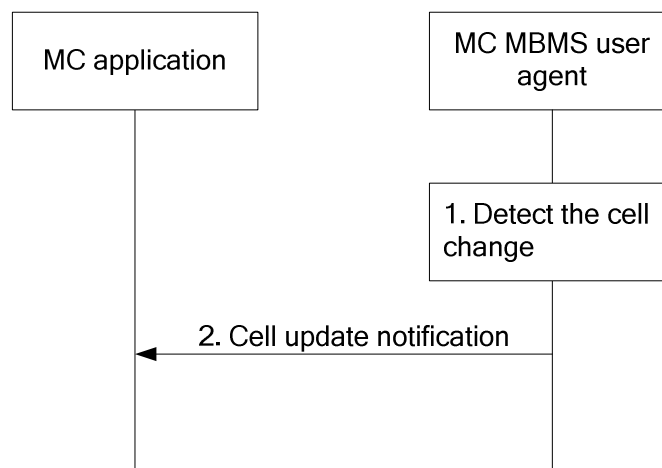 MC application
MC MBMS user
agent
1. Detect the cell
change
2. Cell update notification